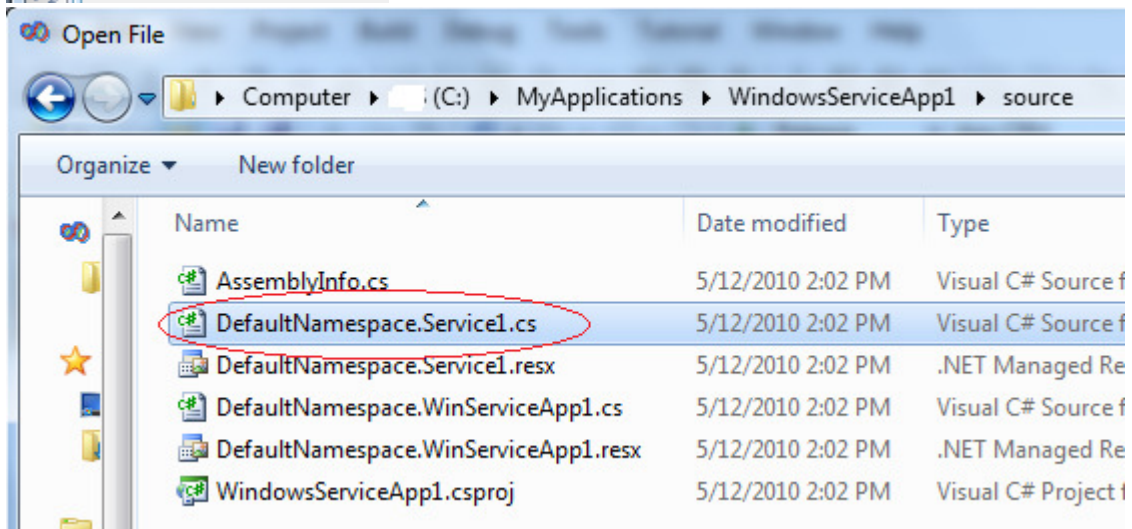 Open File
Computer (C:) MyApplications WindowsServiceApp1 source
Organize New folder
Name Date modified Type
AssemblyInfo.cs 5/12/2010 2:02 PM Visual C# Source f
DefaultNamespace.Service1.cs 5/12/2010 2:02 PM Visual C# Source f
DefaultNamespace.Service1.resx 5/12/2010 2:02 PM .NET Managed Re
DefaultNamespace.WinServiceApp1.cs 5/12/2010 2:02 PM Visual C# Source f
DefaultNamespace.WinServiceApp1.resx 5/12/2010 2:02 PM .NET Managed Re
WindowsServiceApp1.csproj 5/12/2010 2:02 PM Visual C# Project f